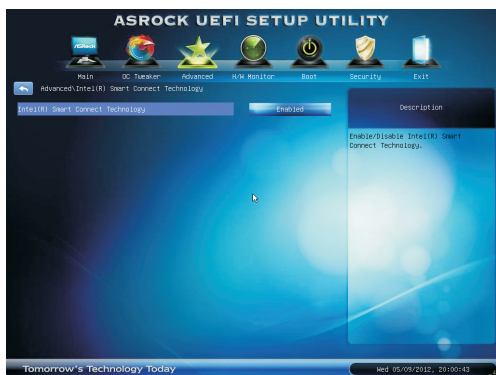 ASROCK UEFI SETUP UTILITY
ASRock
Main OC Tweaker Advanced H/W Monitor Boot Security Exit
Advanced\Intel(R) Smart Connect Technology
Intel(R) Smart Connect Technology Enabled
Description
Enable/Disable Intel(R) Smart
Connect Technology.
Tomorrow's Technology Today
Wed 05/09/2012, 20:00:43